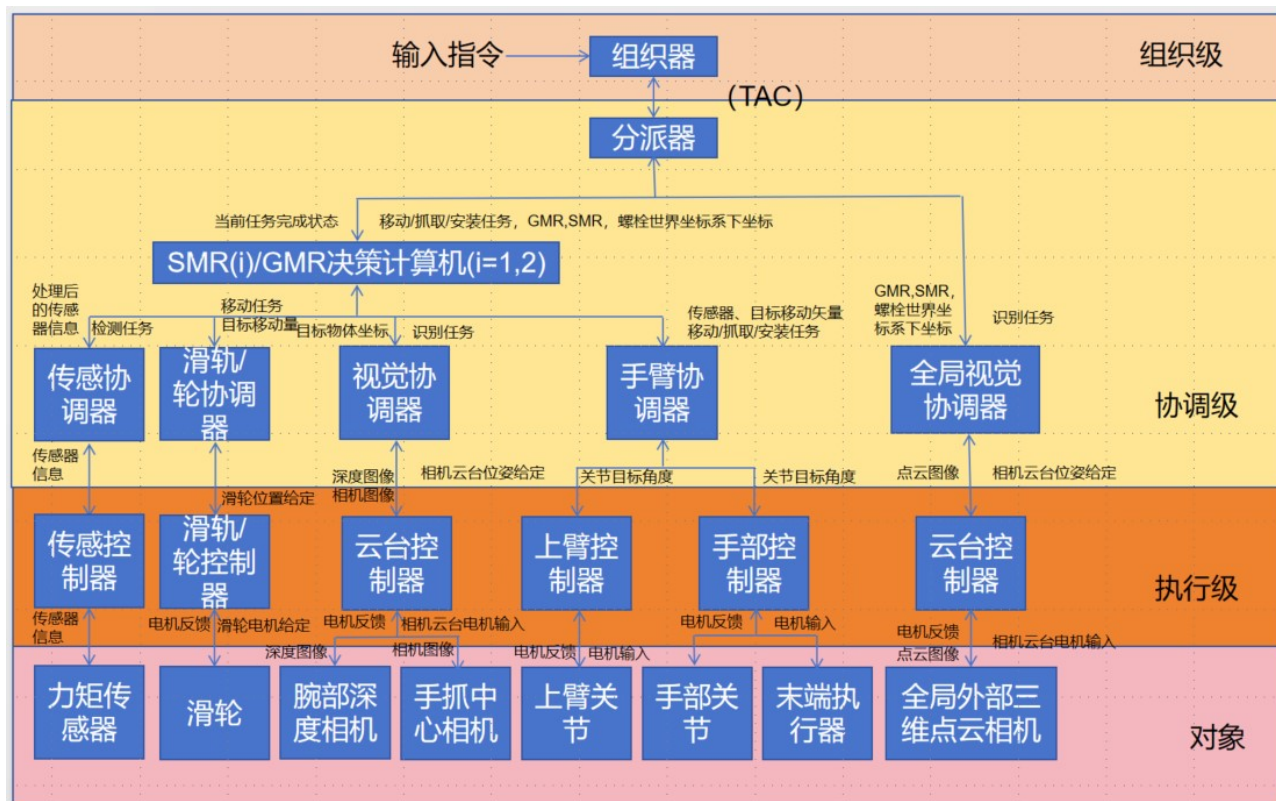 输入指令
组织器
组织级
(TAC)
分派器
当前任务完成状态
移动/抓取/安装任务，GMR,SMR，螺栓世界坐标系下坐标
SMR(i)/GMR决策计算机(i=1,2)
处理后
的传感
器信息
检测任务
移动任务
目标移动量
目标物体坐标
识别任务
传感器、目标移动矢量
移动/抓取/安装任务
GMR,SMR，
螺栓世界坐
标系下坐标
识别任务
传感协
调器
滑轨/
轮协调
器
视觉协
调器
手臂协
调器
全局视觉
协调器
协调级
传感器
信息
滑轮位置给定
深度图像
相机图像
相机云台位姿给定
关节目标角度
关节目标角度
点云图像
相机云台位姿给定
传感控
制器
滑轨/
轮控制
器
云台控
制器
上臂控
制器
手部控
制器
云台控
制器
执行级
传感器
信息
电机反馈
滑轮电机给定
电机反馈
相机云台电机输入
深度图像
相机图像
电机反馈
电机输入
电机反馈
电机输入
电机反馈
点云图像
相机云台电机输入
力矩传
感器
滑轮
腕部深
度相机
手抓中
心相机
上臂关
节
手部关
节
末端执
行器
全局外部三
维点云相机
对象